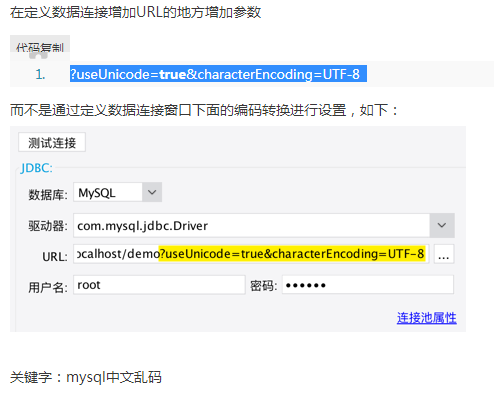 在定义数据连接增加URL的地方增加参数
代码复制
1. ?useUnicode=true&characterEncoding=UTF-8
而不是通过定义数据连接窗口下面的编码转换进行设置，如下：
测试连接
JDBC:
数据库: MySQL
驱动器: com.mysql.jdbc.Driver
URL: ocalhost/demo?useUnicode=true&characterEncoding=UTF-8 ...
用户名: root 密码: ••••••
连接池属性
关键字：mysql中文乱码